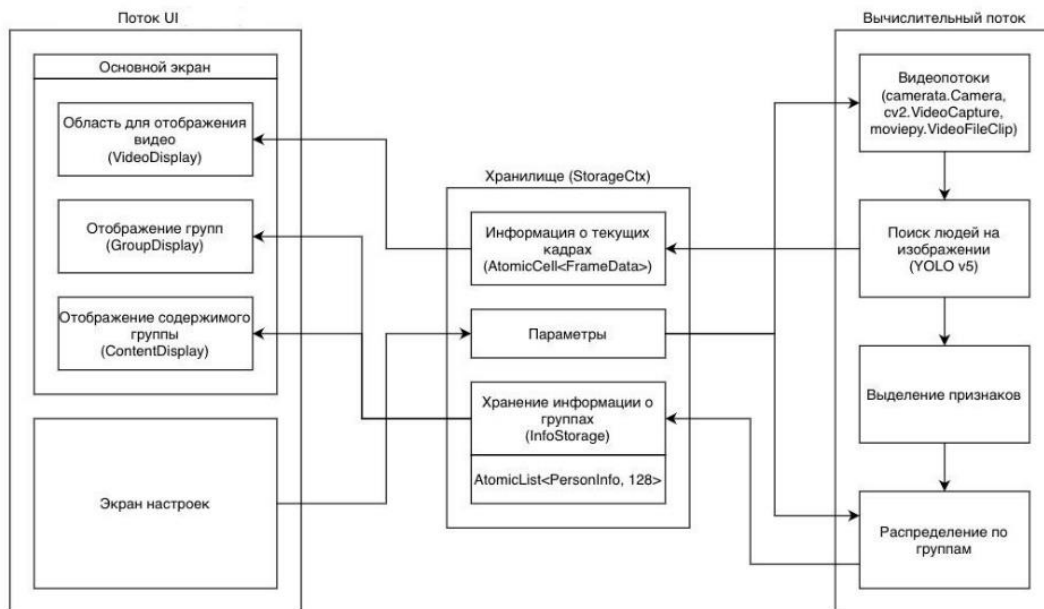 Поток UI
Основной экран
Область для отображения
видео
(VideoDisplay)
Отображение групп
(GroupDisplay)
Отображение содержимого
группы
(ContentDisplay)
Экран настроек
Хранилище (StorageCtx)
Информация о текущих
кадрах
(AtomicCell<FrameData>)
Параметры
Хранение информации о
группах
(InfoStorage)
AtomicList<PersonInfo, 128>
Вычислительный поток
Видеопотоки
(camerata.Camera,
cv2.VideoCapture,
moviepy.VideoFileClip)
Поиск людей на
изображении
(YOLO v5)
Выделение признаков
Распределение по
группам